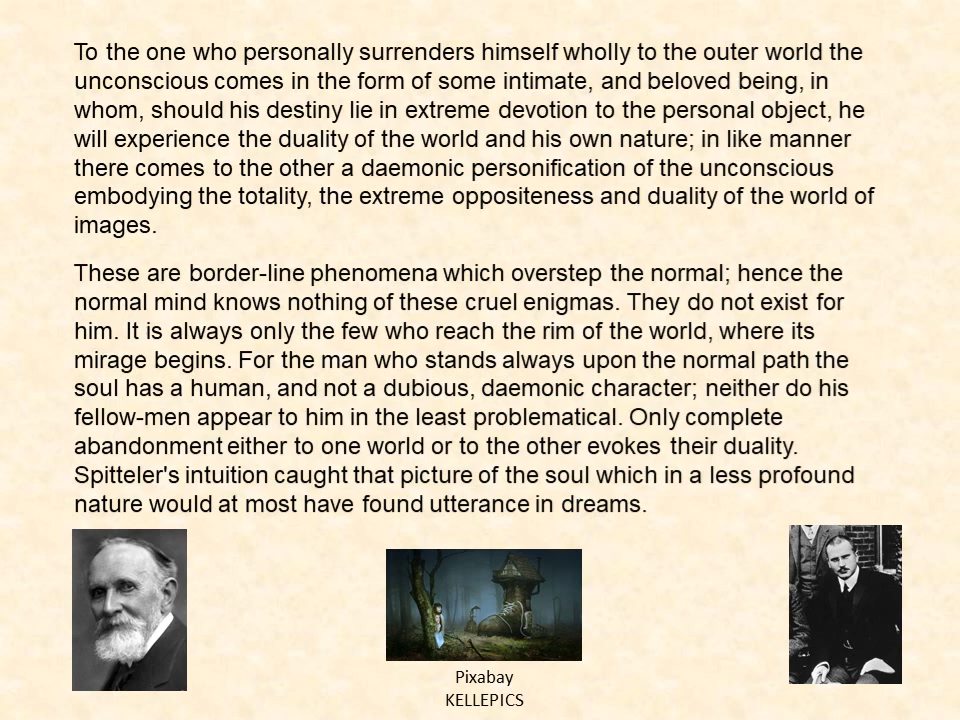 To the one who personally surrenders himself wholly to the outer world the
unconscious comes in the form of some intimate, and beloved being, in
whom, should his destiny lie in extreme devotion to the personal object, he
will experience the duality of the world and his own nature; in like manner
there comes to the other a daemonic personification of the unconscious
embodying the totality, the extreme oppositeness and duality of the world of
images.
These are border-line phenomena which overstep the normal; hence the
normal mind knows nothing of these cruel enigmas. They do not exist for
him. It is always only the few who reach the rim of the world, where its
mirage begins. For the man who stands always upon the normal path the
soul has a human, and not a dubious, daemonic character; neither do his
fellow-men appear to him in the least problematical. Only complete
abandonment either to one world or to the other evokes their duality.
Spitteler's intuition caught that picture of the soul which in a less profound
nature would at most have found utterance in dreams.
Pixabay
KELLEPICS